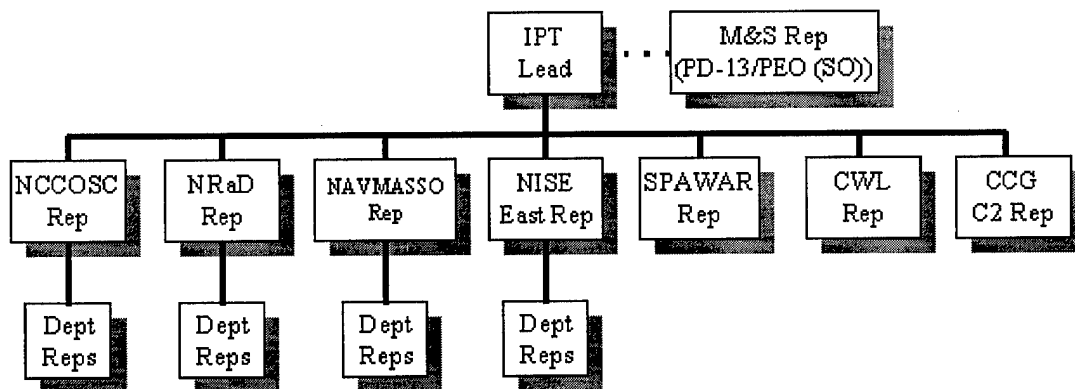 IPT
Lead
M&S Rep
(PD-13/PEO (SO))
NCCOSC
Rep
NRaD
Rep
NAVMASSO
Rep
NISE
East Rep
SPAWAR
Rep
CWL
Rep
CCG
C2 Rep
Dept
Reps
Dept
Reps
Dept
Reps
Dept
Reps